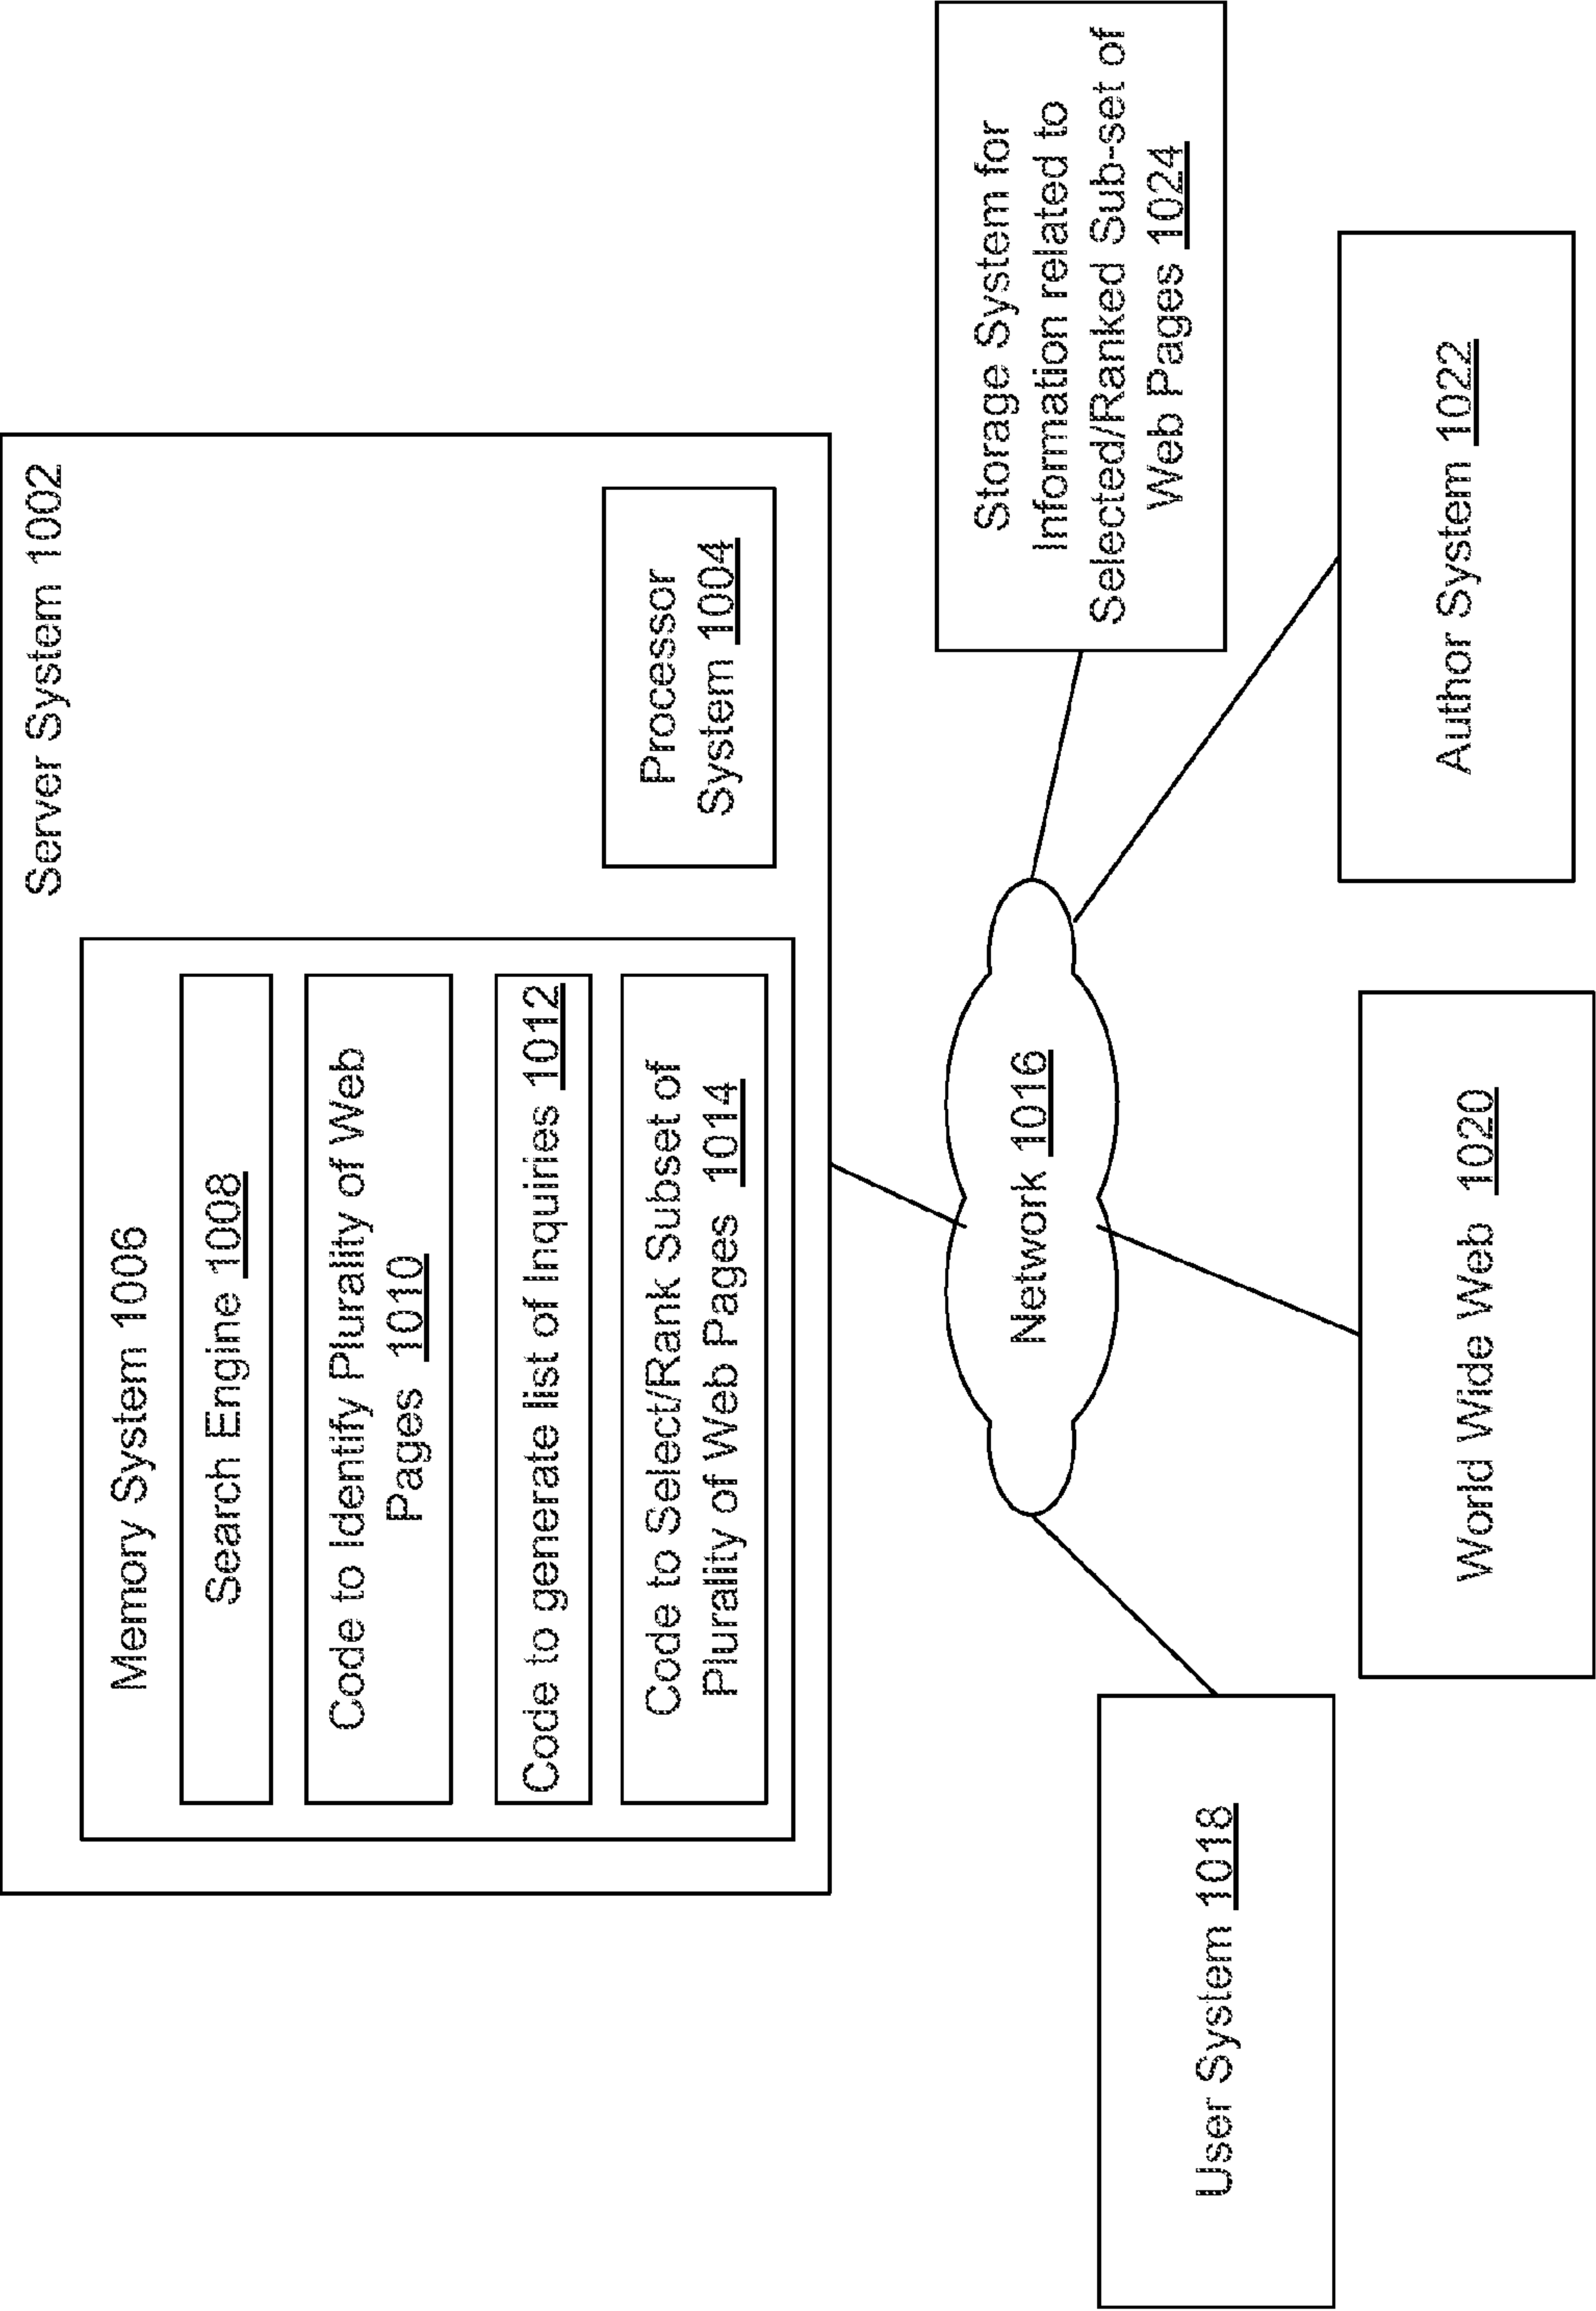 Server System 1002
Memory System 1006
Search Engine 1008
Code to Identify Plurality of Web
Pages 1010
Code to generate list of Inquiries 1012
Code to Select/Rank Subset of
Plurality of Web Pages 1014
Processor
System 1004
Network 1016
Storage System for
Information related to
Selected/Ranked Sub-set of
Web Pages 1024
User System 1018
World Wide Web 1020
Author System 1022